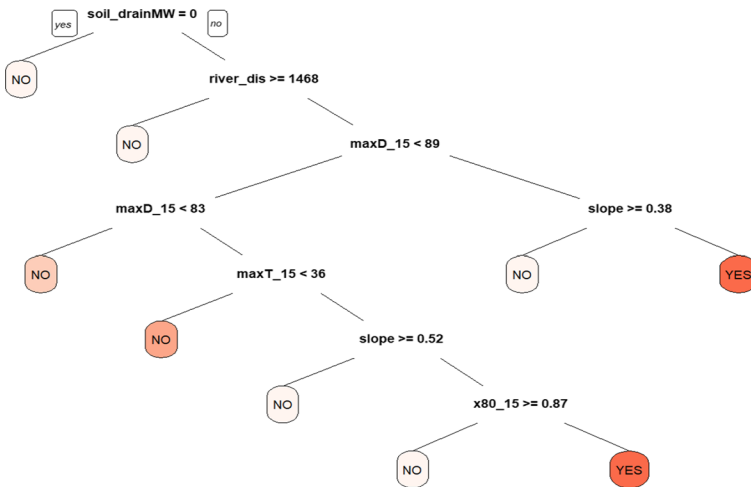 soil_drainMW = 0
yes
no
NO
river_dis >= 1468
NO
maxD_15 < 89
maxD_15 < 83
slope >= 0.38
NO
maxT_15 < 36
NO
YES
NO
slope >= 0.52
NO
x80_15 >= 0.87
NO
YES